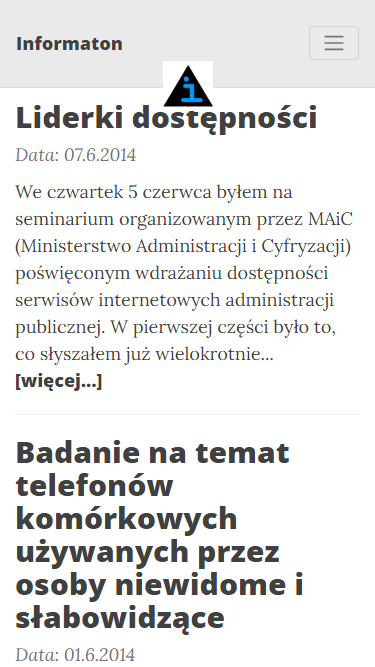 Informaton
i
Liderki dostępności
Data: 07.6.2014
We czwartek 5 czerwca byłem na
seminarium organizowanym przez MAiC
(Ministerstwo Administracji i Cyfryzacji)
poświęconym wdrażaniu dostępności
serwisów internetowych administracji
publicznej. W pierwszej części było to,
co słyszałem już wielokrotnie...
[więcej...]
Badanie na temat
telefonów
komórkowych
używanych przez
osoby niewidome i
słabowidzące
Data: 01.6.2014